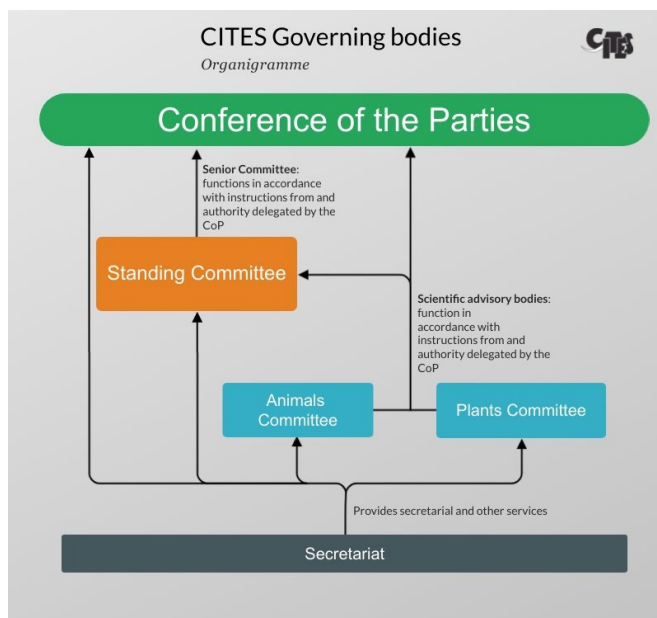 CITES Governing bodies
Organigramme
CITES
Conference of the Parties
Senior Committee:
functions in accordance
with instructions from and
authority delegated by the
CoP
Standing Committee
Scientific advisory bodies:
function in
accordance with
instructions from and
authority delegated by the
CoP
Animals
Committee
Plants Committee
Provides secretarial and other services
Secretariat